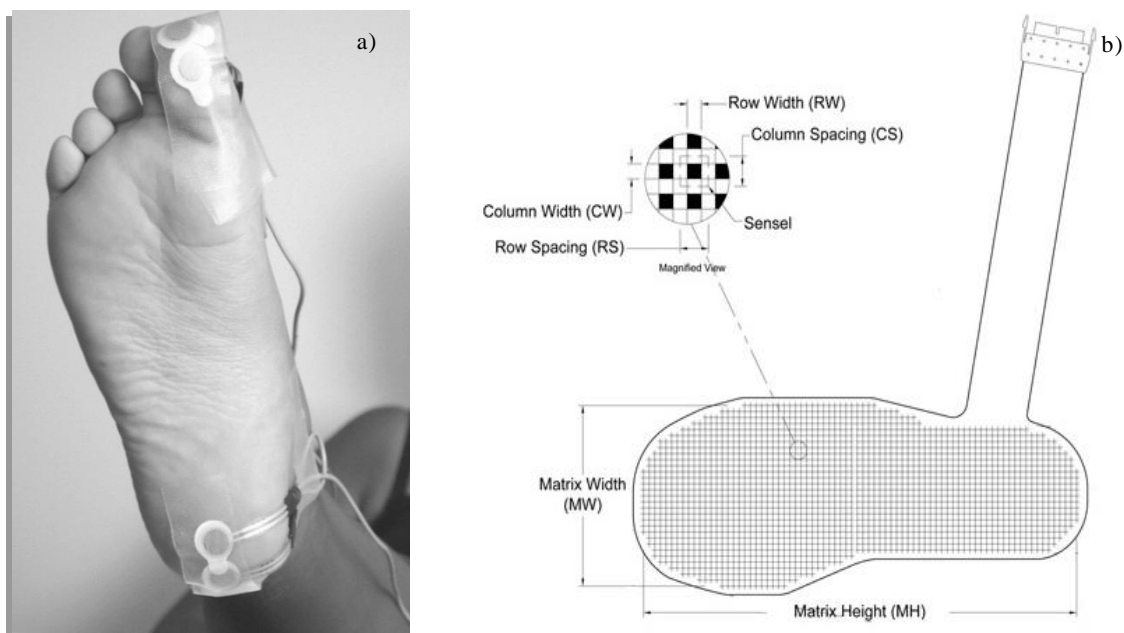 a)
b)
Row Width (RW)
Column Spacing (CS)
Column Width (CW)
Sensel
Row Spacing (RS)
Magnified View
Matrix Width
(MW)
Matrix Height (MH)